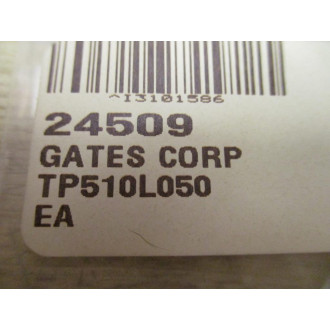 ^I3101586
24509
GATES CORP
TP510L050
EA